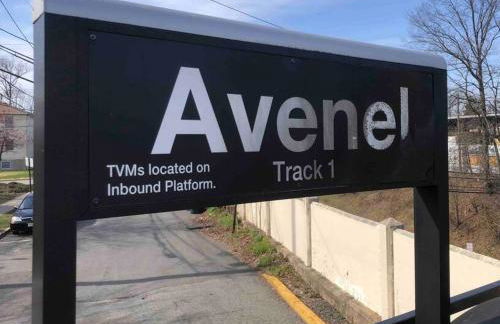 Avenel
TVMs located on
Inbound Platform.
Track 1